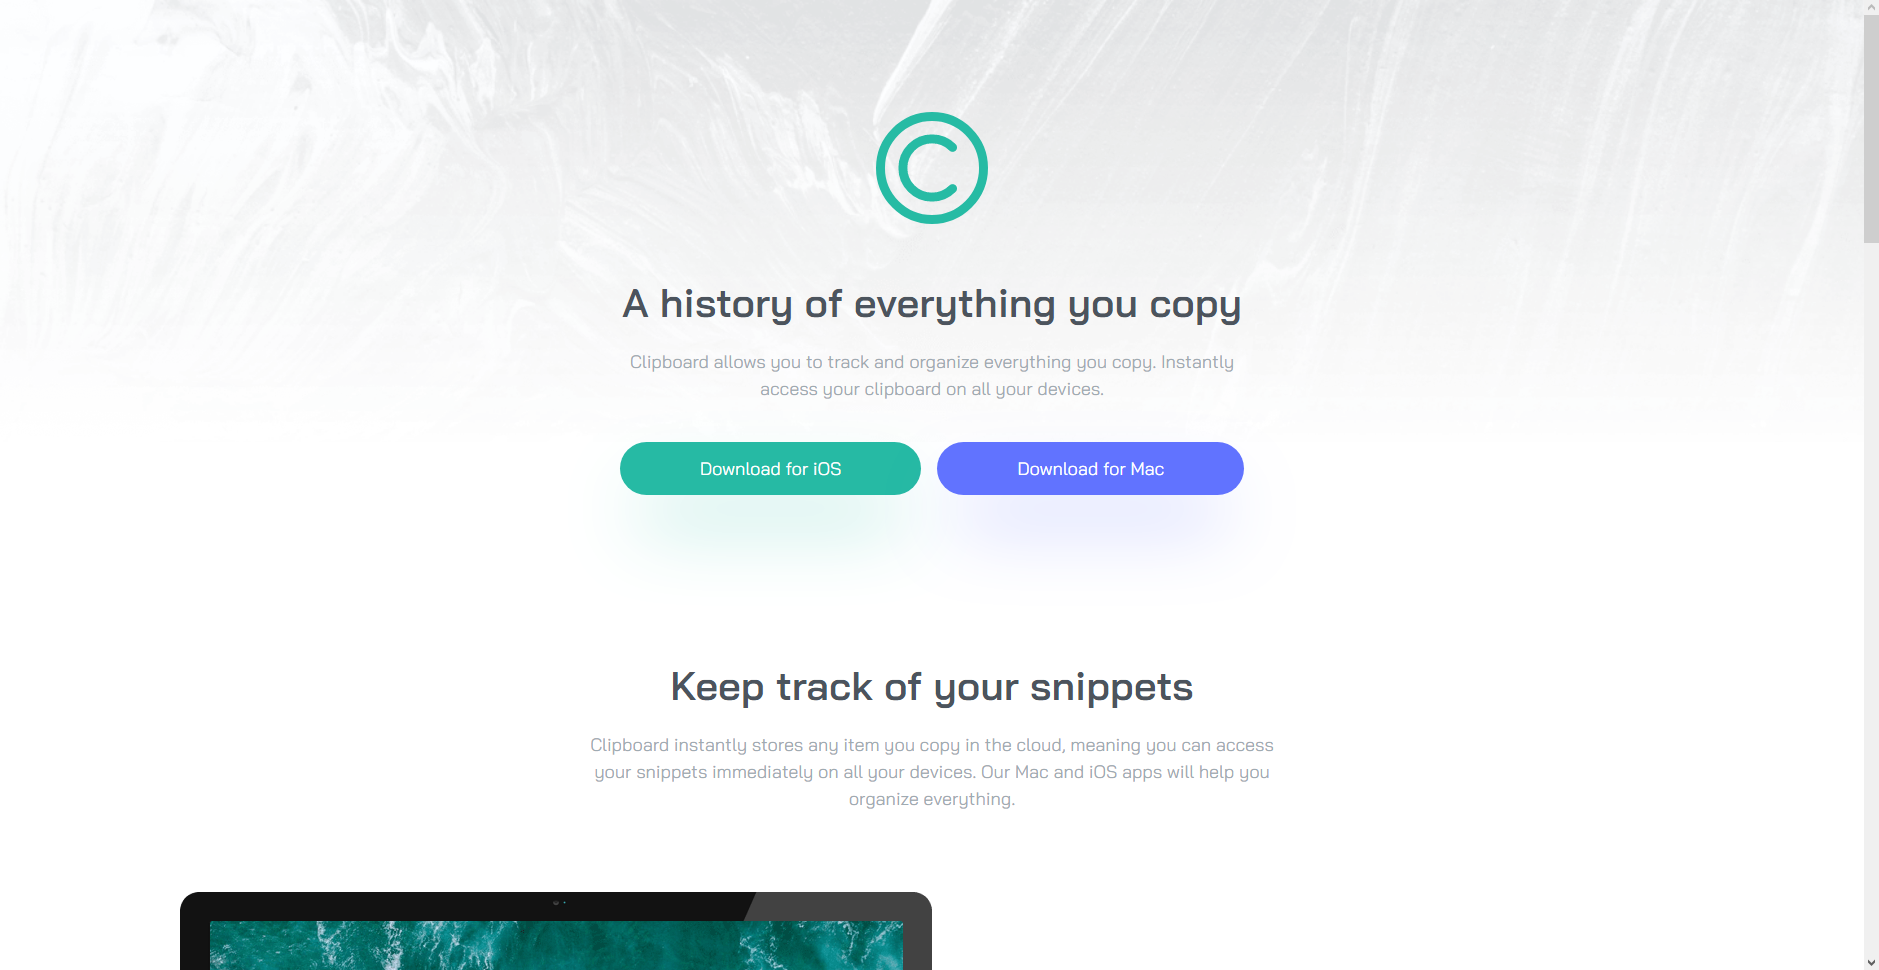 A history of everything you copy
Clipboard allows you to track and organize everything you copy. Instantly
access your clipboard on all your devices.
Download for iOS
Download for Mac
Keep track of your snippets
Clipboard instantly stores any item you copy in the cloud, meaning you can access
your snippets immediately on all your devices. Our Mac and iOS apps will help you
organize everything.